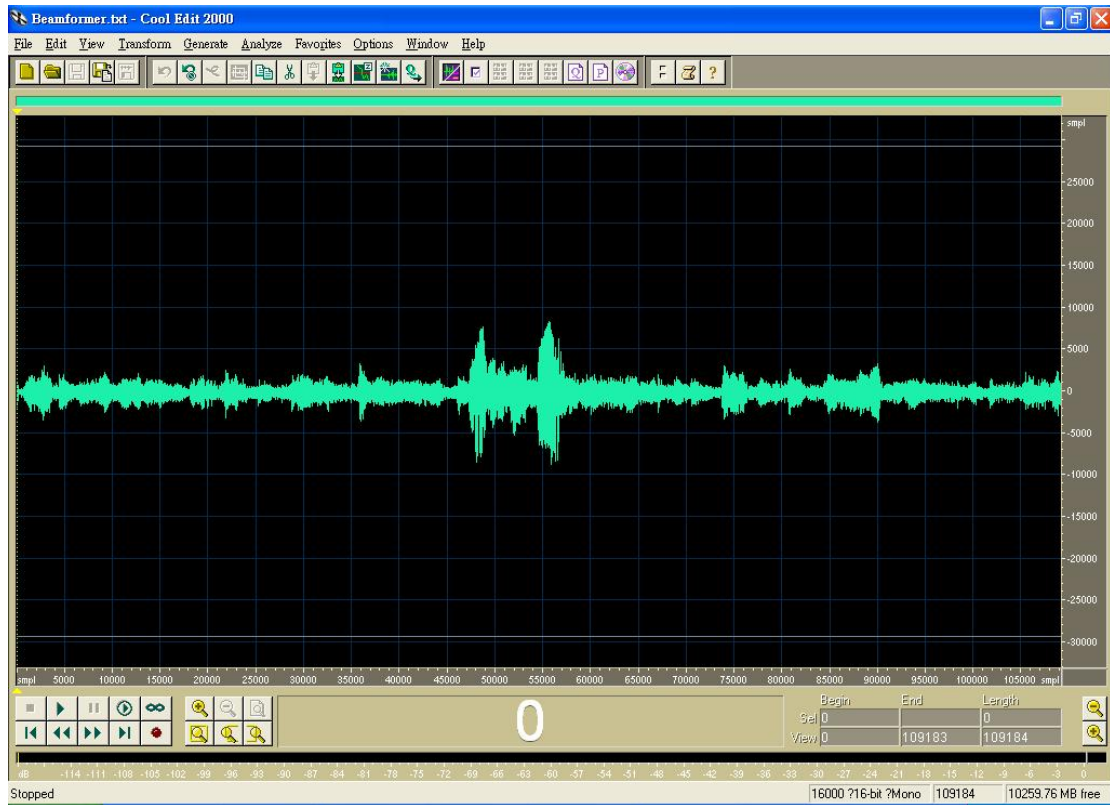 Beamformer.txt - Cool Edit 2000
File Edit View Transform Generate Analyze Favorites Options Window Help
F ?
smpl
25000
20000
15000
10000
5000
0
-5000
-10000
-15000
-20000
-25000
-30000
smpl 5000 10000 15000 20000 25000 30000 35000 40000 45000 50000 55000 60000 65000 70000 75000 80000 85000 90000 95000 100000 105000 smpl
0
Begin End Length
Sel 0 0
View 0 109183 109184
dB -114 -111 -108 -105 -102 -99 -96 -93 -90 -87 -84 -81 -78 -75 -72 -69 -66 -63 -60 -57 -54 -51 -48 -45 -42 -39 -36 -33 -30 -27 -24 -21 -18 -15 -12 -9 -6 -3 0
Stopped 16000 ?16-bit ?Mono 109184 10259.76 MB free